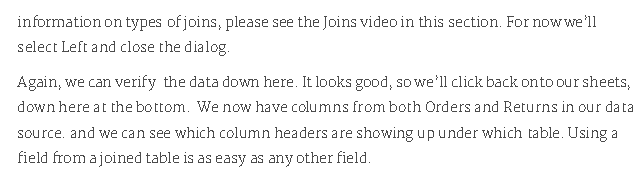 information on types of joins, please see the Joins video in this section. For now we’ll
select Left and close the dialog.
Again, we can verify the data down here. It looks good, so we’ll click back onto our sheets,
down here at the bottom. We now have columns from both Orders and Returns in our data
source. and we can see which column headers are showing up under which table. Using a
field from a joined table is as easy as any other field.